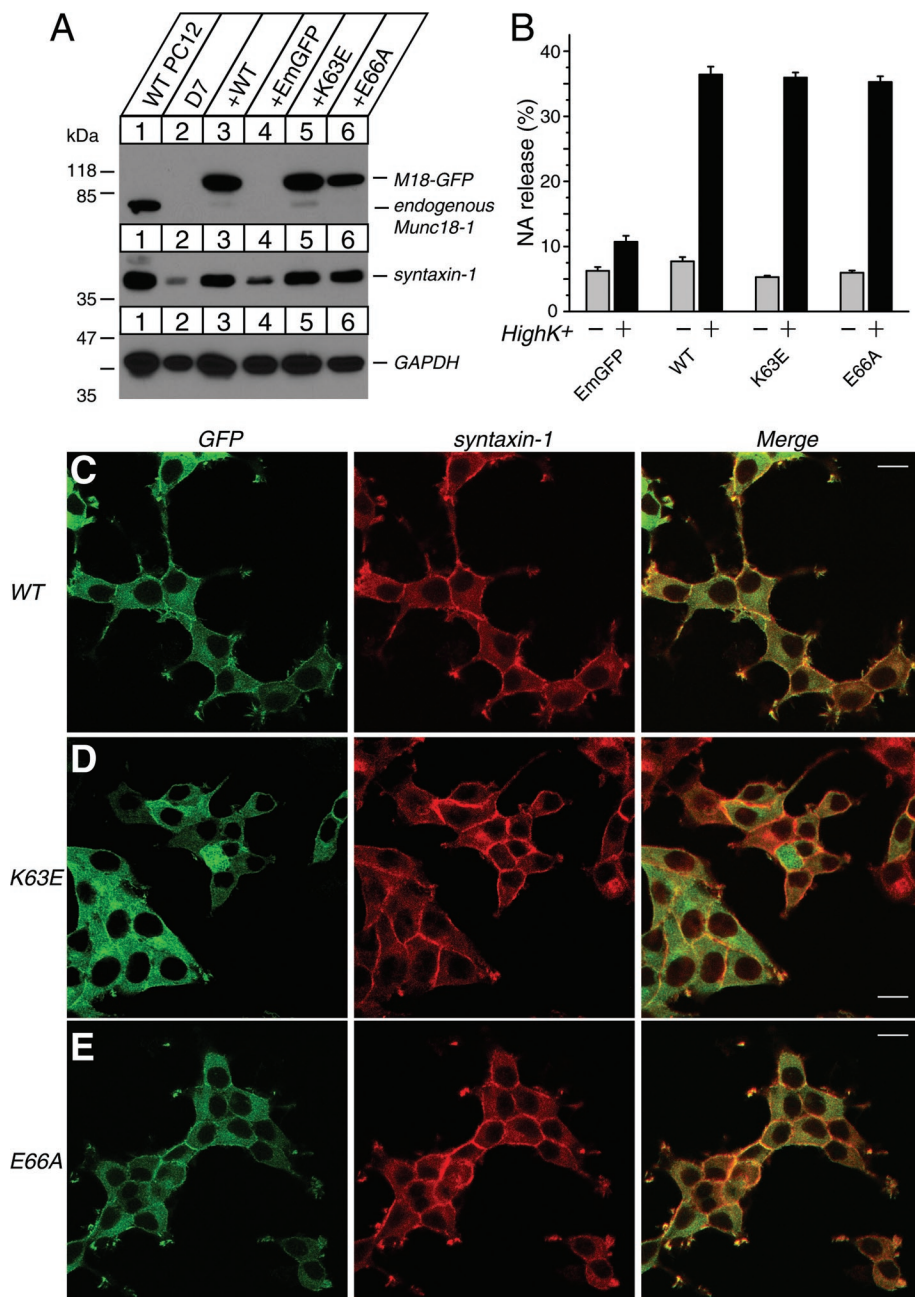 A
WT PC12
D7
+WT
+EmGFP
+K63E
+E66A
kDa
1 2 3 4 5 6
118
85
M18-GFP
endogenous
Munc18-1
1 2 3 4 5 6
35
syntaxin-1
1 2 3 4 5 6
47
35
GAPDH
B
NA release (%)
40
30
20
10
0
HighK+
− + − + − + − +
EmGFP
WT
K63E
E66A
GFP syntaxin-1 Merge
C
WT
D
K63E
E
E66A